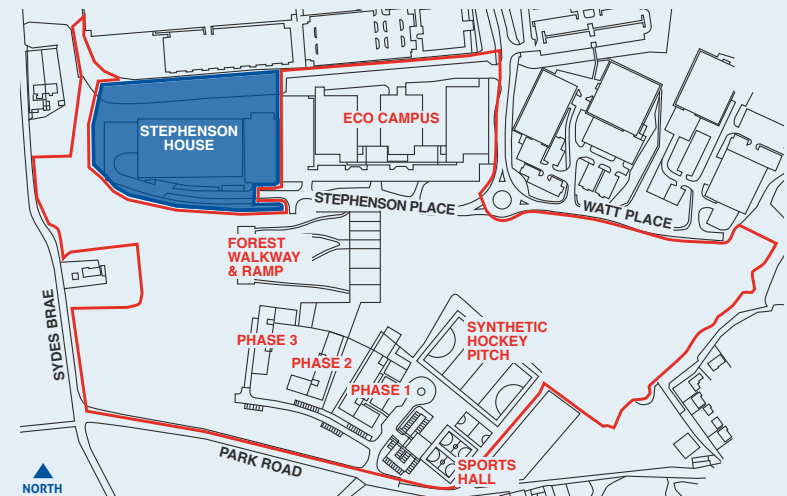 STEPHENSON
HOUSE
ECO CAMPUS
STEPHENSON PLACE
WATT PLACE
FOREST
WALKWAY
& RAMP
SYDES BRAE
PHASE 3
PHASE 2
PHASE 1
SYNTHETIC
HOCKEY
PITCH
PARK ROAD
SPORTS
HALL
NORTH